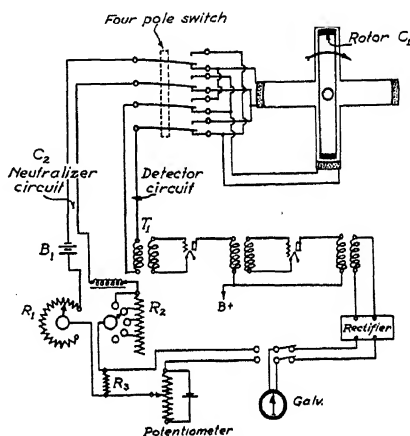 Four pole switch
Rotor C1
C2
Neutralizer
circuit
Detector
circuit
B1
T1
R1
R2
B+
Rectifier
R3
Galv.
Potentiometer